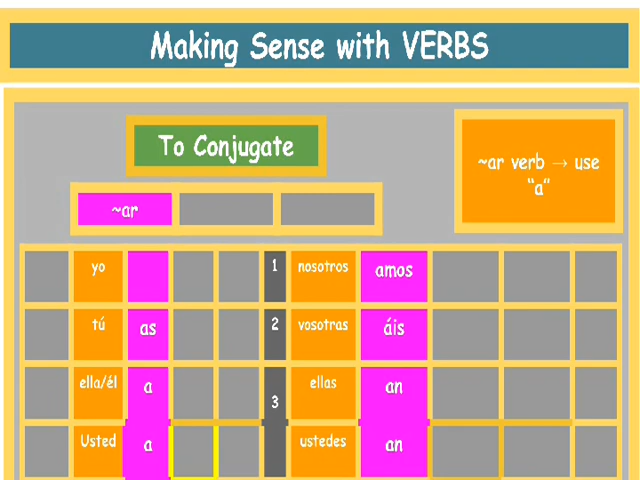 Making Sense with VERBS
To Conjugate
~ar verb → use
"a"
~ar
yo 1 nosotros amos
tú as 2 vosotras áis
ella/él a 3 ellas an
Usted a ustedes an